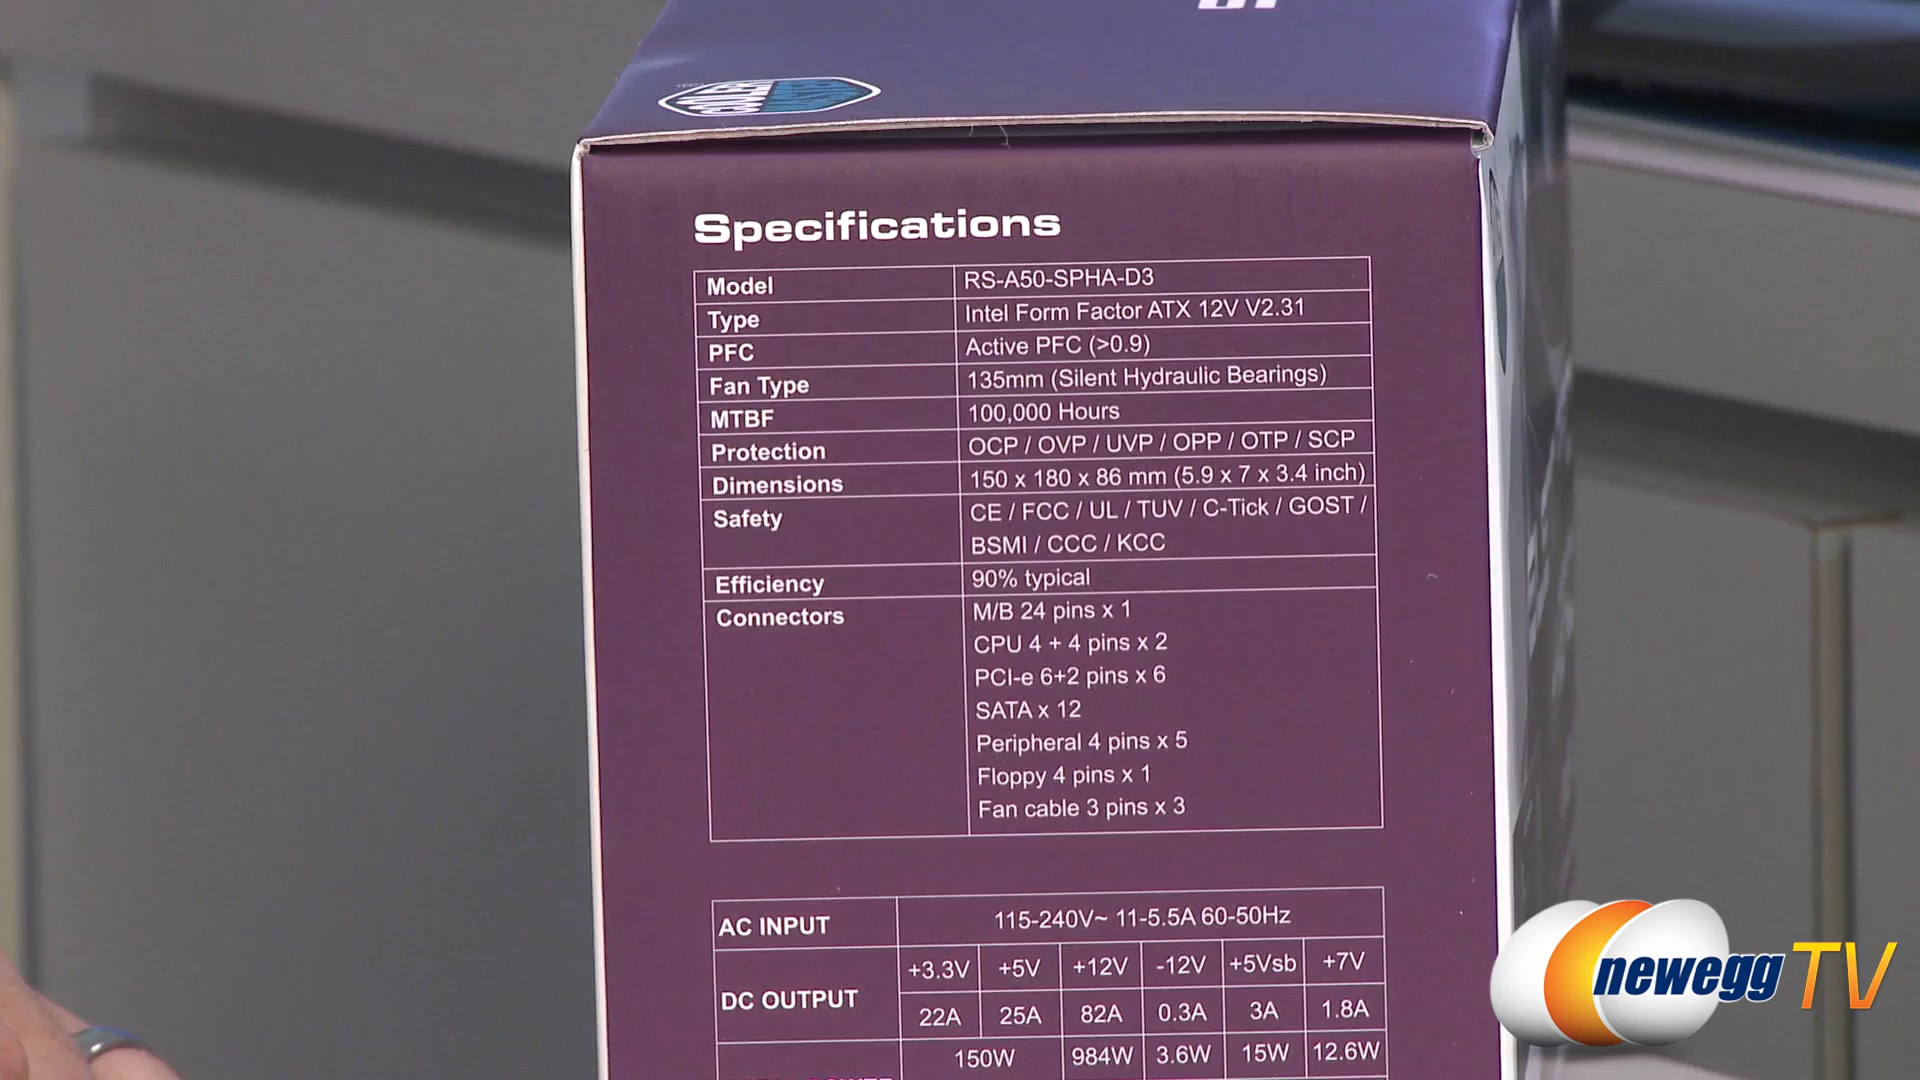 COOLER MASTER
Specifications
Model RS-A50-SPHA-D3
Type Intel Form Factor ATX 12V V2.31
PFC Active PFC (>0.9)
Fan Type 135mm (Silent Hydraulic Bearings)
MTBF 100,000 Hours
Protection OCP / OVP / UVP / OPP / OTP / SCP
Dimensions 150 x 180 x 86 mm (5.9 x 7 x 3.4 inch)
Safety CE / FCC / UL / TUV / C-Tick / GOST /
BSMI / CCC / KCC
Efficiency 90% typical
Connectors M/B 24 pins x 1
CPU 4 + 4 pins x 2
PCI-e 6+2 pins x 6
SATA x 12
Peripheral 4 pins x 5
Floppy 4 pins x 1
Fan cable 3 pins x 3
AC INPUT 115-240V~ 11-5.5A 60-50Hz
DC OUTPUT +3.3V +5V +12V -12V +5Vsb +7V
22A 25A 82A 0.3A 3A 1.8A
150W 984W 3.6W 15W 12.6W
newegg TV